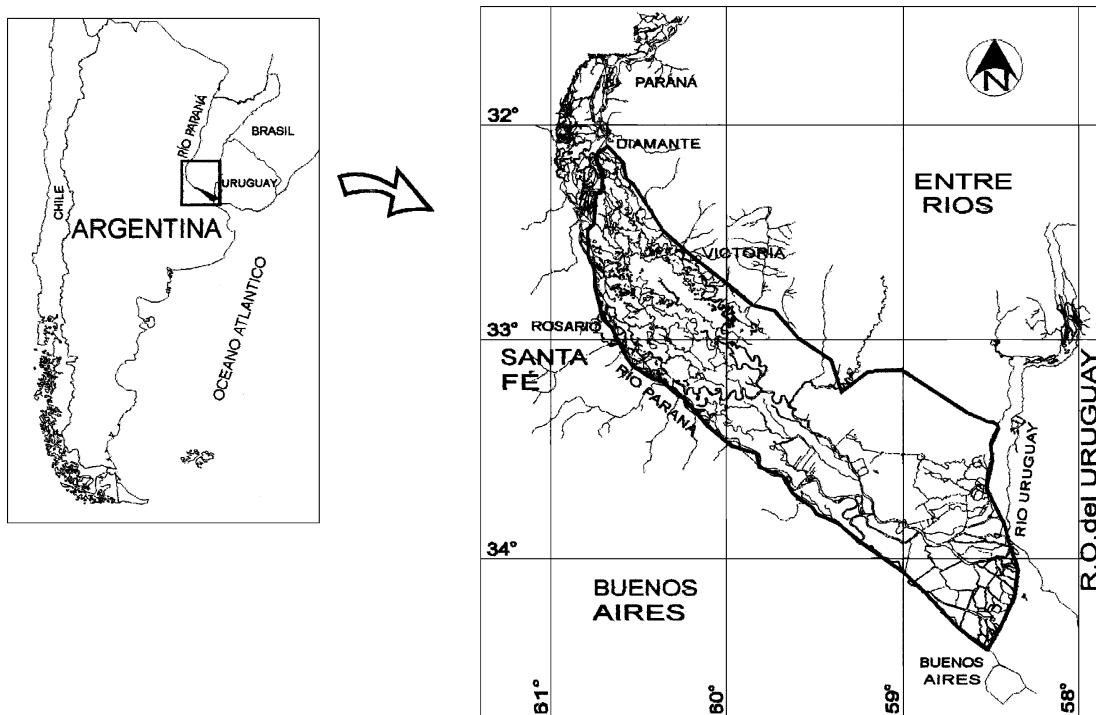 RÍO PARANÁ
BRASIL
URUGUAY
CHILE
ARGENTINA
OCEANO ATLANTICO
N
PARANÁ
32°
DIAMANTE
ENTRE
RIOS
VICTORIA
ROSARIO
33°
SANTA
FÉ
RÍO PARANÁ
RIO URUGUAY
R.O.del URUGUAY
34°
BUENOS
AIRES
BUENOS
AIRES
61°
60°
59°
58°